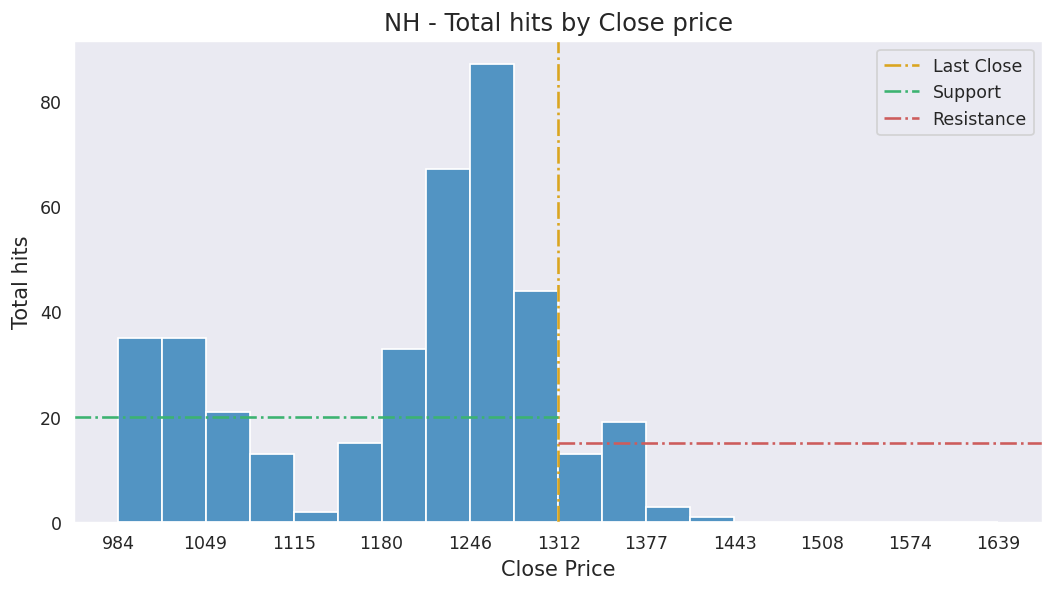 NH - Total hits by Close price
Last Close
Support
Resistance
Total hits
80
60
40
20
0
984 1049 1115 1180 1246 1312 1377 1443 1508 1574 1639
Close Price